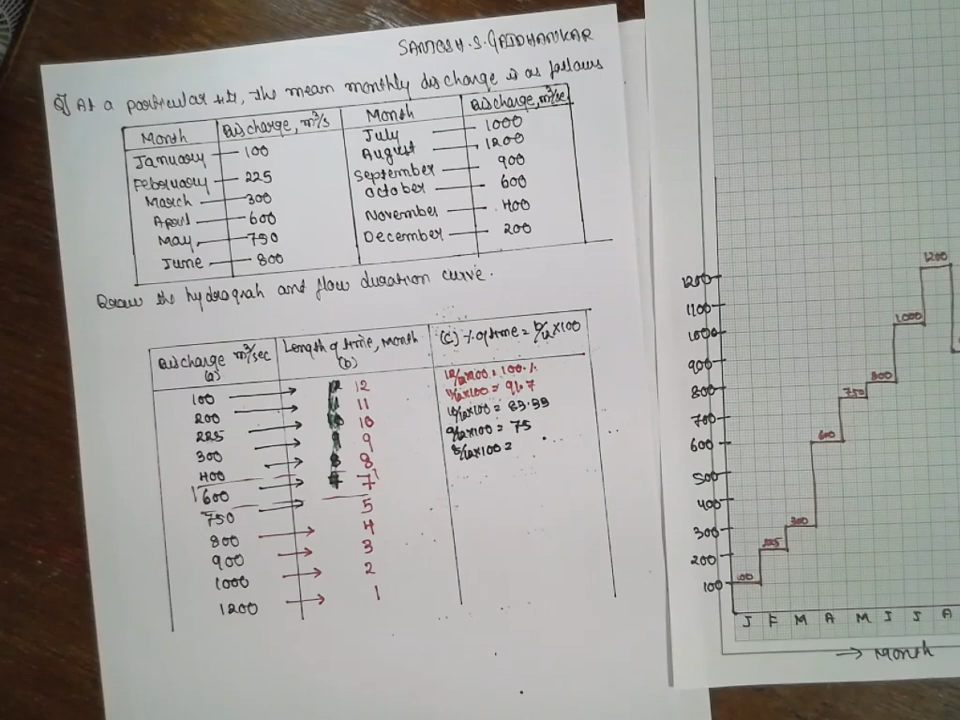 SANTOSH.S.GAIDHANKAR
Q] At a particular site, The mean monthly discharge is as follows
Month Discharge, m³/s Month Discharge, m³/sec
January 100 July 1000
February 225 August 1200
March 300 September 900
April 600 October 600
May 750 November 400
June 800 December 200
Draw the hydrograh and flow duration curve.
Discharge m³/sec (a) Length of time, Month (b) (c) % of time = b/12 × 100
100 12 12/12×100 = 100%
200 11 11/12×100 = 91.7
225 10 10/12×100 = 83.33
300 9 9/12×100 = 75
400 8 8/12×100 =
600 7
750 5
800 4
900 3
1000 2
1200 1
1200
1100
1000
900
800
700
600
500
400
300
200
100
100 225 300 600 750 800 1000 1200
J F M A M J J A
→ Month